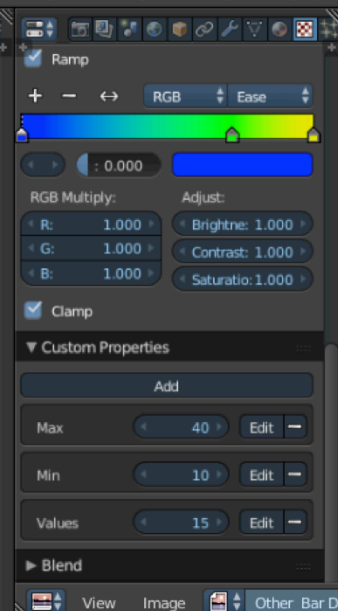 Ramp
RGB Ease
: 0.000
RGB Multiply: Adjust:
R: 1.000 Brightne: 1.000
G: 1.000 Contrast: 1.000
B: 1.000 Saturatio: 1.000
Clamp
Custom Properties
Add
Max 40 Edit
Min 10 Edit
Values 15 Edit
Blend
View Image Other_Bar D